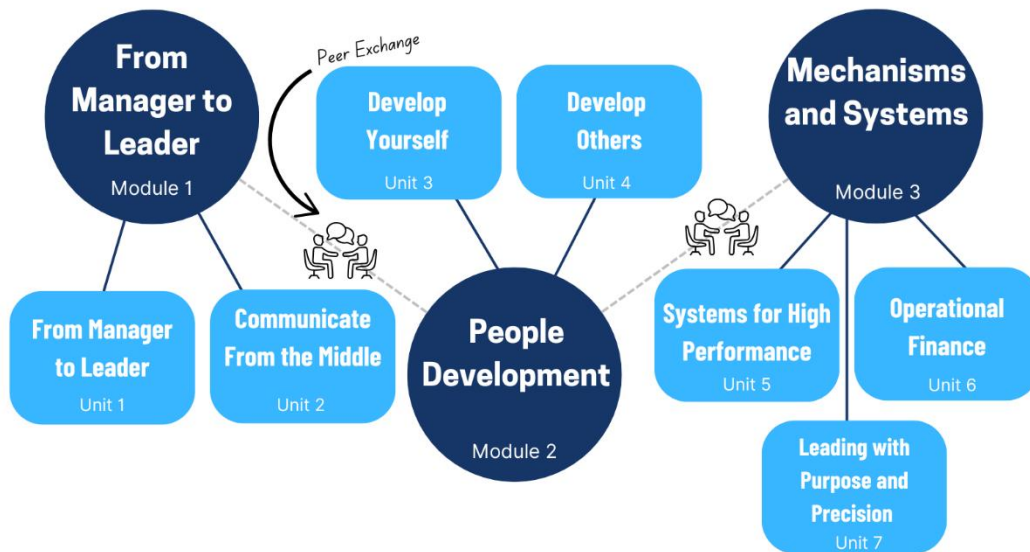 From
Manager to
Leader
Module 1
Peer Exchange
Develop
Yourself
Unit 3
Develop
Others
Unit 4
Mechanisms
and Systems
Module 3
From Manager
to Leader
Unit 1
Communicate
From the Middle
Unit 2
People
Development
Module 2
Systems for High
Performance
Unit 5
Operational
Finance
Unit 6
Leading with
Purpose and
Precision
Unit 7